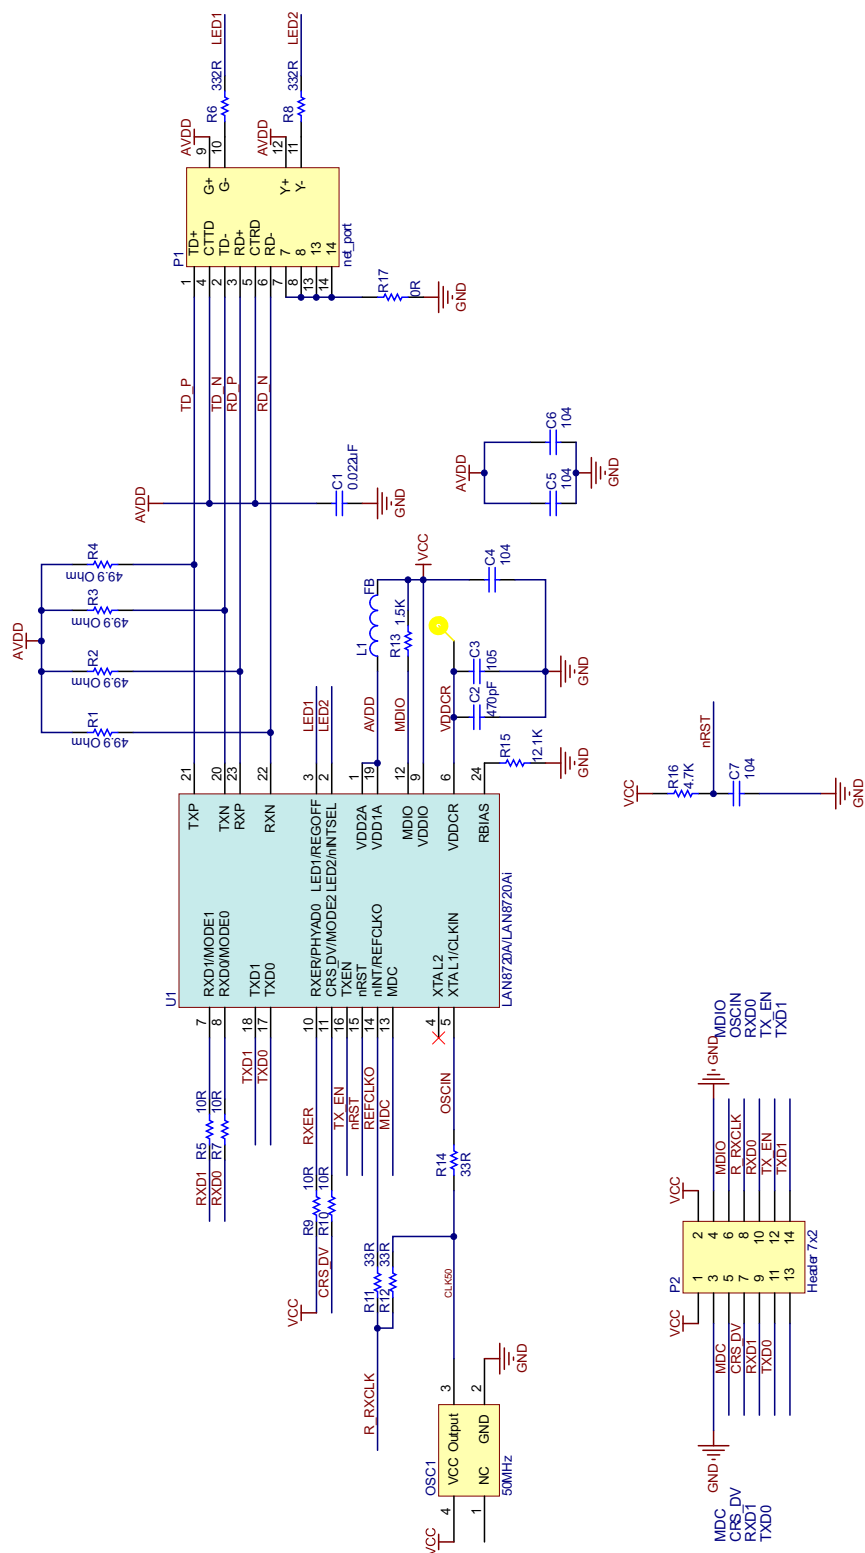 LED1
LED2
332R
332R
R6
R8
AVDD
AVDD
9
10
12
11
G+
G-
Y+
Y-
P1
TD+
CTTD
TD-
RD+
CTRD
RD-
7
8
13
14
net_port
1
4
2
3
5
6
7
8
13
14
R17
0R
GND
TD_P
TD_N
RD_P
RD_N
AVDD
C1
0.022uF
GND
AVDD
C5
104
C6
104
GND
AVDD
R4
49.9 Ohm
R3
49.9 Ohm
R2
49.9 Ohm
R1
49.9 Ohm
L1
FB
R13
1.5K
VCC
C4
104
C3
105
C2
470pF
GND
AVDD
MDIO
VDDCR
LED1
LED2
R15
12.1K
GND
21
20
23
22
3
2
1
19
12
9
6
24
TXP
TXN
RXP
RXN
LED1/REGOFF
LED2/nINTSEL
VDD2A
VDD1A
MDIO
VDDIO
VDDCR
RBIAS
U1
RXD1/MODE1
RXD0/MODE0
TXD1
TXD0
RXER/PHYAD0
CRS_DV/MODE2
TXEN
nRST
nINT/REFCLKO
MDC
XTAL2
XTAL1/CLKIN
LAN8720A/LAN8720Ai
7
8
18
17
10
11
16
15
14
13
4
5
R5
10R
R7
10R
RXD1
RXD0
TXD1
TXD0
RXER
TX_EN
nRST
REFCLKO
MDC
OSCIN
R9
10R
R10
10R
VCC
CRS_DV
R14
33R
R11
33R
R12
33R
CLK50
R_RXCLK
OSC1
VCC
Output
NC
GND
50MHz
4
1
3
2
VCC
GND
VCC
R16
4.7K
nRST
C7
104
GND
GND
MDIO
OSCIN
RXD0
TX_EN
TXD1
VCC
MDIO
R_RXCLK
RXD0
TX_EN
TXD1
2
4
6
8
10
12
14
P2
1
3
5
7
9
11
13
Header 7x2
VCC
MDC
CRS_DV
RXD1
TXD0
GND
MDC
CRS_DV
RXD1
TXD0